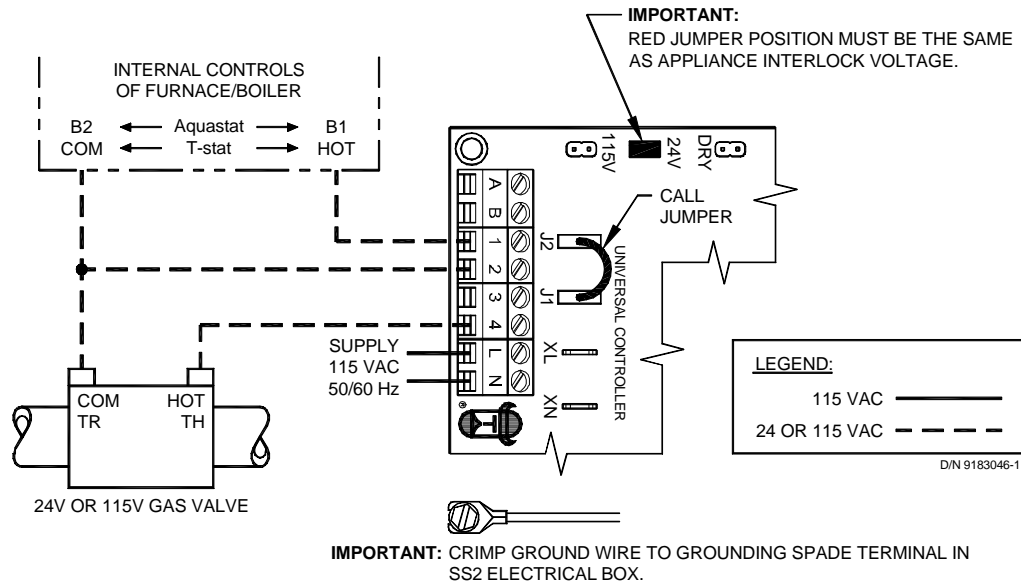 IMPORTANT:
RED JUMPER POSITION MUST BE THE SAME
AS APPLIANCE INTERLOCK VOLTAGE.
INTERNAL CONTROLS
OF FURNACE/BOILER
B2 Aquastat B1
COM T-stat HOT
115V
24V
DRY
CALL
JUMPER
A
B
1
2
3
4
L
N
J2
J1
UNIVERSAL CONTROLLER
XL
XN
SUPPLY
115 VAC
50/60 Hz
®
T
COM HOT
TR TH
24V OR 115V GAS VALVE
LEGEND:
115 VAC
24 OR 115 VAC
D/N 9183046-1
IMPORTANT: CRIMP GROUND WIRE TO GROUNDING SPADE TERMINAL IN
SS2 ELECTRICAL BOX.